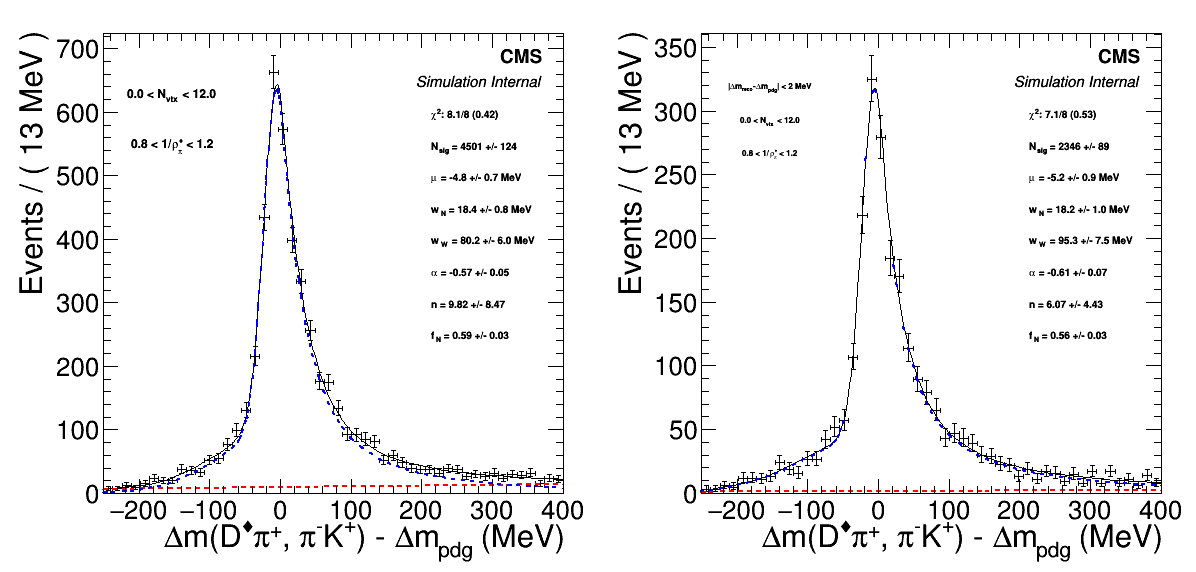 CMS
Simulation Internal
0.0 < N_vtx < 12.0
0.8 < 1/ρ*_π < 1.2
χ²: 8.1/8 (0.42)
N_sig = 4501 +/- 124
μ = -4.8 +/- 0.7 MeV
w_N = 18.4 +/- 0.8 MeV
w_W = 80.2 +/- 6.0 MeV
α = -0.57 +/- 0.05
n = 9.82 +/- 8.47
f_N = 0.59 +/- 0.03
Events / ( 13 MeV )
700
600
500
400
300
200
100
0
−200 −100 0 100 200 300 400
Δm(D♦π⁺, π⁻K⁺) - Δm_pdg (MeV)
CMS
Simulation Internal
|Δm_reco-Δm_pdg| < 2 MeV
0.0 < N_vtx < 12.0
0.8 < 1/ρ*_π < 1.2
χ²: 7.1/8 (0.53)
N_sig = 2346 +/- 89
μ = -5.2 +/- 0.9 MeV
w_N = 18.2 +/- 1.0 MeV
w_W = 95.3 +/- 7.5 MeV
α = -0.61 +/- 0.07
n = 6.07 +/- 4.43
f_N = 0.56 +/- 0.03
Events / ( 13 MeV )
350
300
250
200
150
100
50
0
−200 −100 0 100 200 300 400
Δm(D♦π⁺, π⁻K⁺) - Δm_pdg (MeV)